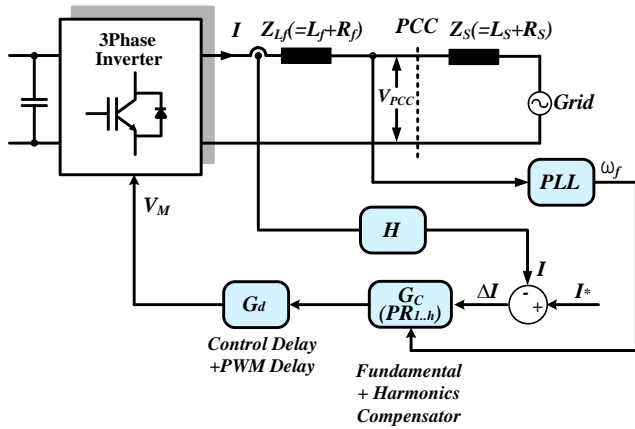 3Phase
Inverter
I
Z_Lf(=L_f+R_f)
PCC
Z_S(=L_S+R_S)
V_PCC
Grid
PLL
ω_f
V_M
H
I
G_d
G_C
(PR_1..h)
ΔI
-
+
I*
Control Delay
+PWM Delay
Fundamental
+ Harmonics
Compensator